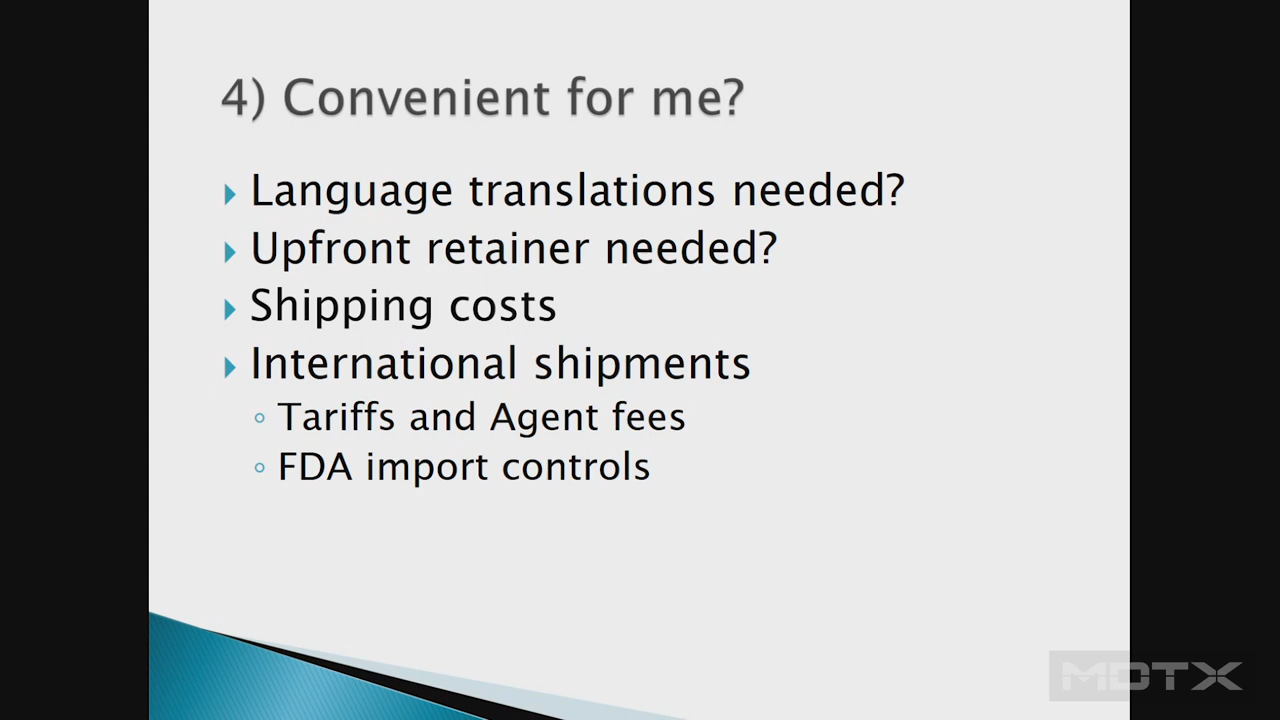 4) Convenient for me?
Language translations needed?
Upfront retainer needed?
Shipping costs
International shipments
Tariffs and Agent fees
FDA import controls
MDTX